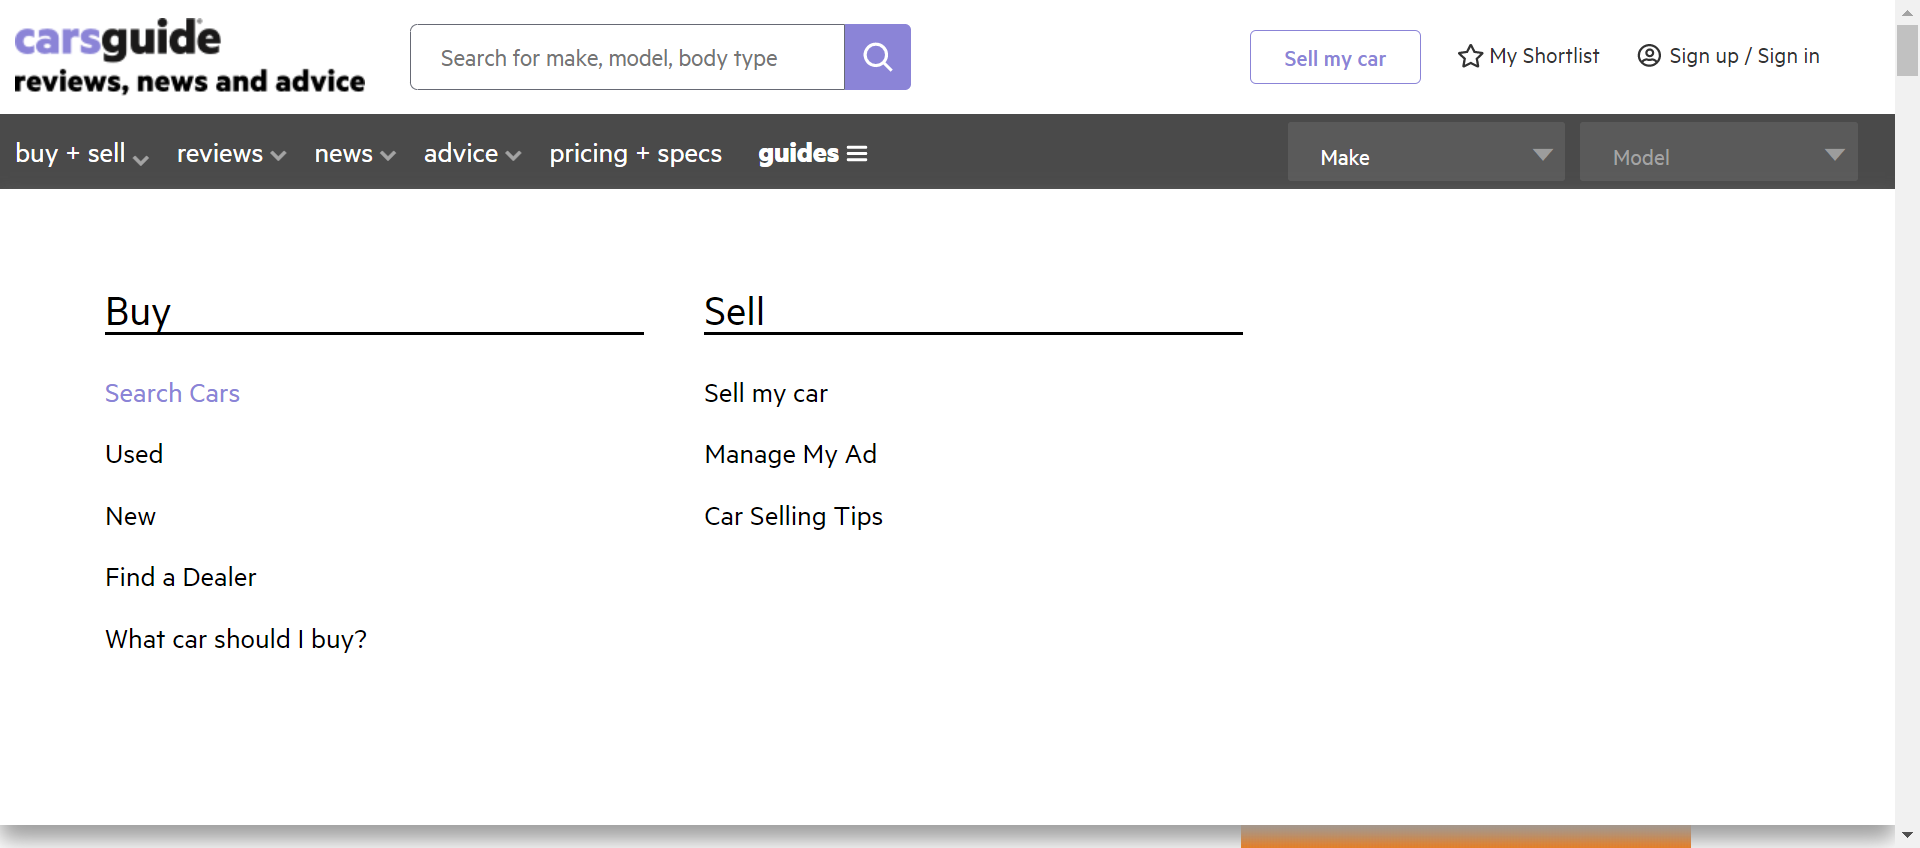 carsguide
reviews, news and advice
Search for make, model, body type
Sell my car
My Shortlist
Sign up / Sign in
buy + sell
reviews
news
advice
pricing + specs
guides
Make
Model
Buy
Search Cars
Used
New
Find a Dealer
What car should I buy?
Sell
Sell my car
Manage My Ad
Car Selling Tips